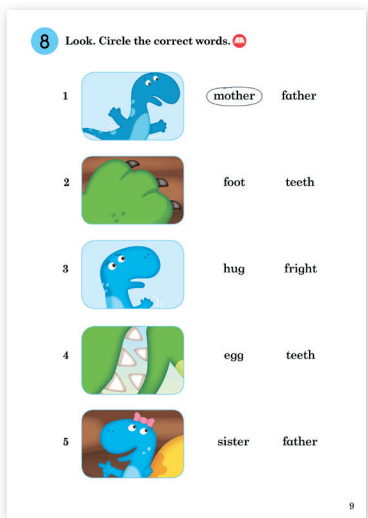 8 Look. Circle the correct words.
1 mother father
2 foot teeth
3 hug fright
4 egg teeth
5 sister father
9